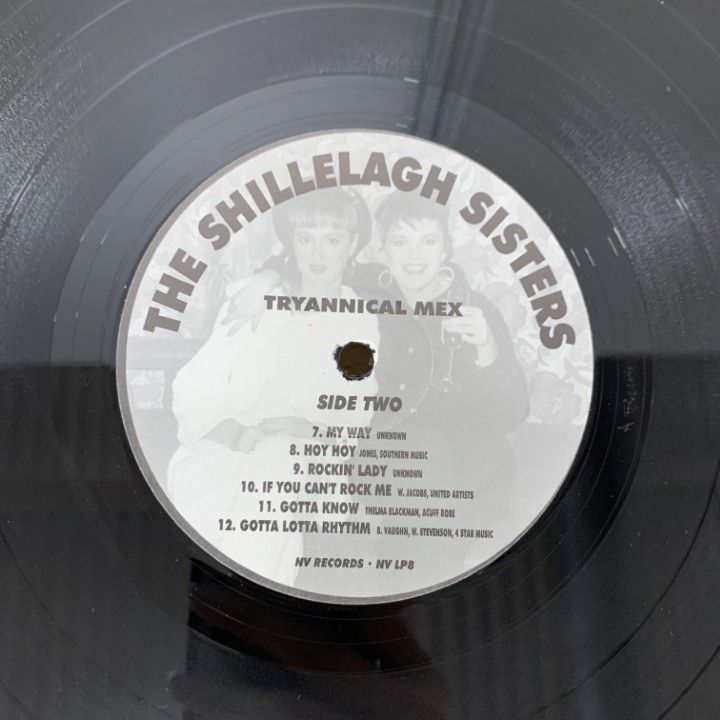 THE SHILLELAGH SISTERS
TRYANNICAL MEX
SIDE TWO
7. MY WAY UNKNOWN
8. HOY HOY JONES, SOUTHERN MUSIC
9. ROCKIN' LADY UNKNOWN
10. IF YOU CAN'T ROCK ME W. JACOBS, UNITED ARTISTS
11. GOTTA KNOW THELMA BLACKMAN, ACUFF ROSE
12. GOTTA LOTTA RHYTHM B. VAUGHN, W. STEVENSON, 4 STAR MUSIC
NV RECORDS • NV LP8